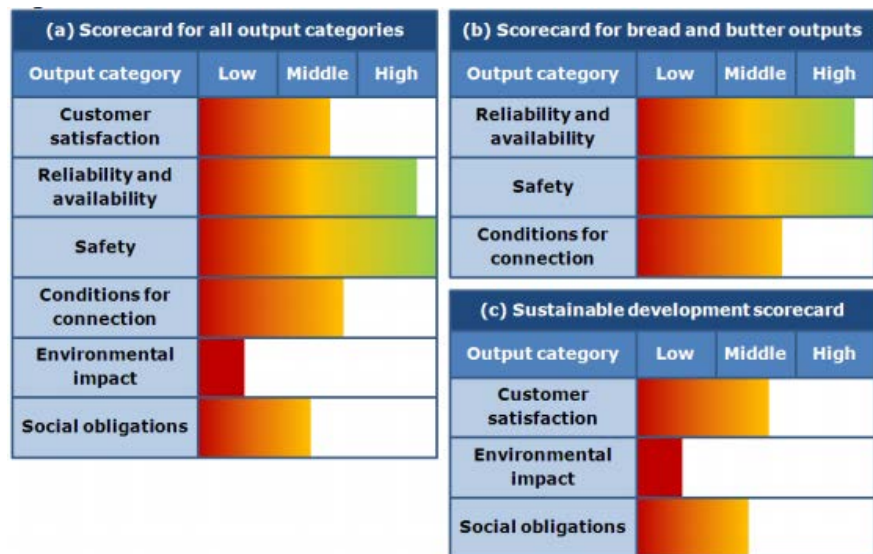 (a) Scorecard for all output categories
Output category Low Middle High
Customer
satisfaction
Reliability and
availability
Safety
Conditions for
connection
Environmental
impact
Social obligations
(b) Scorecard for bread and butter outputs
Output category Low Middle High
Reliability and
availability
Safety
Conditions for
connection
(c) Sustainable development scorecard
Output category Low Middle High
Customer
satisfaction
Environmental
impact
Social obligations